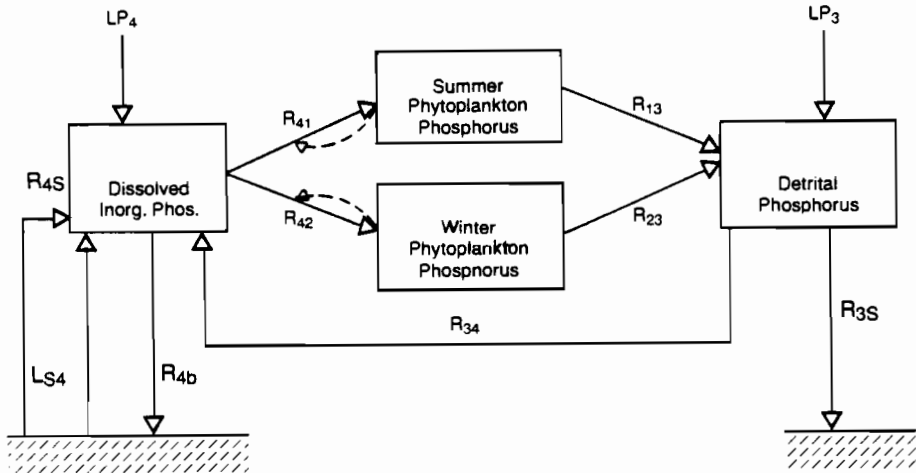 LP4
LP3
Summer
Phytoplankton
Phosphorus
R41
R13
R4S
Dissolved
Inorg. Phos.
Detrital
Phosphorus
R42
R23
Winter
Phytoplankton
Phospnorus
R34
R3S
LS4
R4b